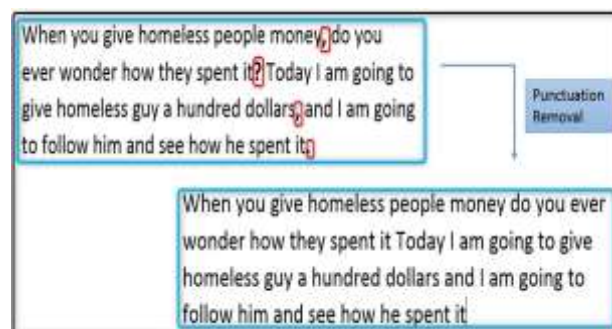 When you give homeless people money, do you
ever wonder how they spent it? Today I am going to
give homeless guy a hundred dollars, and I am going
to follow him and see how he spent it.
Punctuation
Removal
When you give homeless people money do you ever
wonder how they spent it Today I am going to give
homeless guy a hundred dollars and I am going to
follow him and see how he spent it